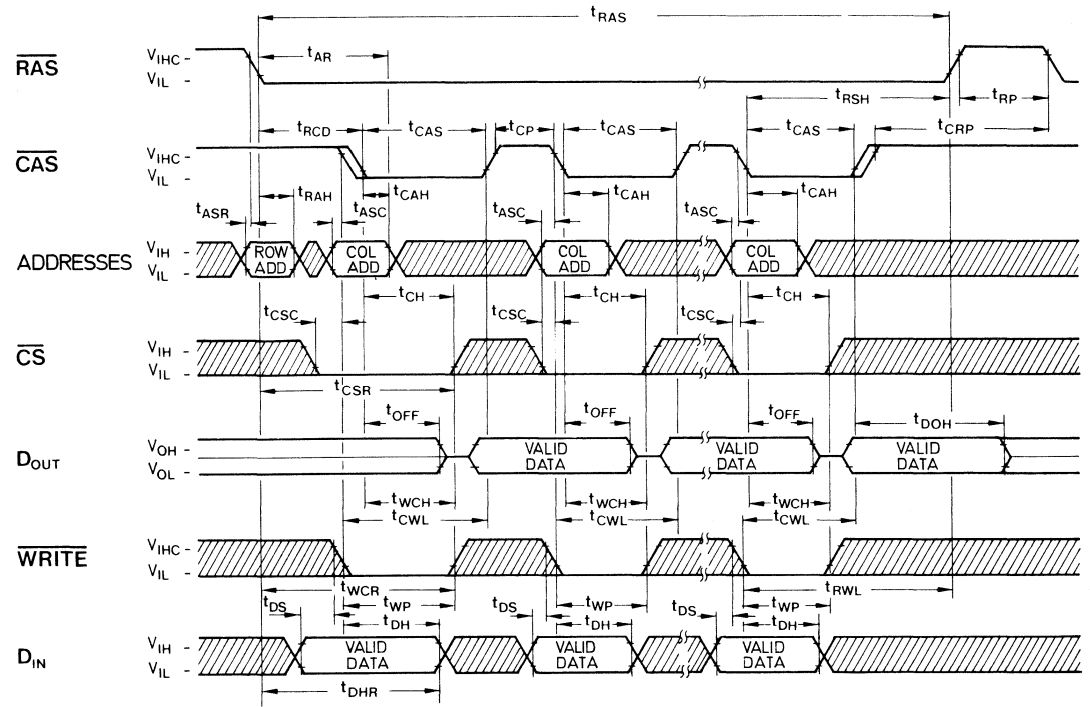 tRAS
RAS VIHC VIL
tAR
tRSH tRP
tRCD tCAS tCP tCAS tCAS tCRP
CAS VIHC VIL
tRAH tCAH tCAH tCAH
tASR tASC tASC tASC
ADDRESSES VIH VIL
ROW ADD
COL ADD
COL ADD
COL ADD
tCH tCH tCH
tCSC tCSC tCSC
CS VIH VIL
tCSR
tOFF tOFF tOFF tDOH
DOUT VOH VOL
VALID DATA
VALID DATA
VALID DATA
tWCH tWCH tWCH
tCWL tCWL tCWL
WRITE VIHC VIL
tWCR tRWL
tDS tWP tDS tWP tDS tWP
tDH tDH tDH
DIN VIH VIL
VALID DATA
VALID DATA
VALID DATA
tDHR